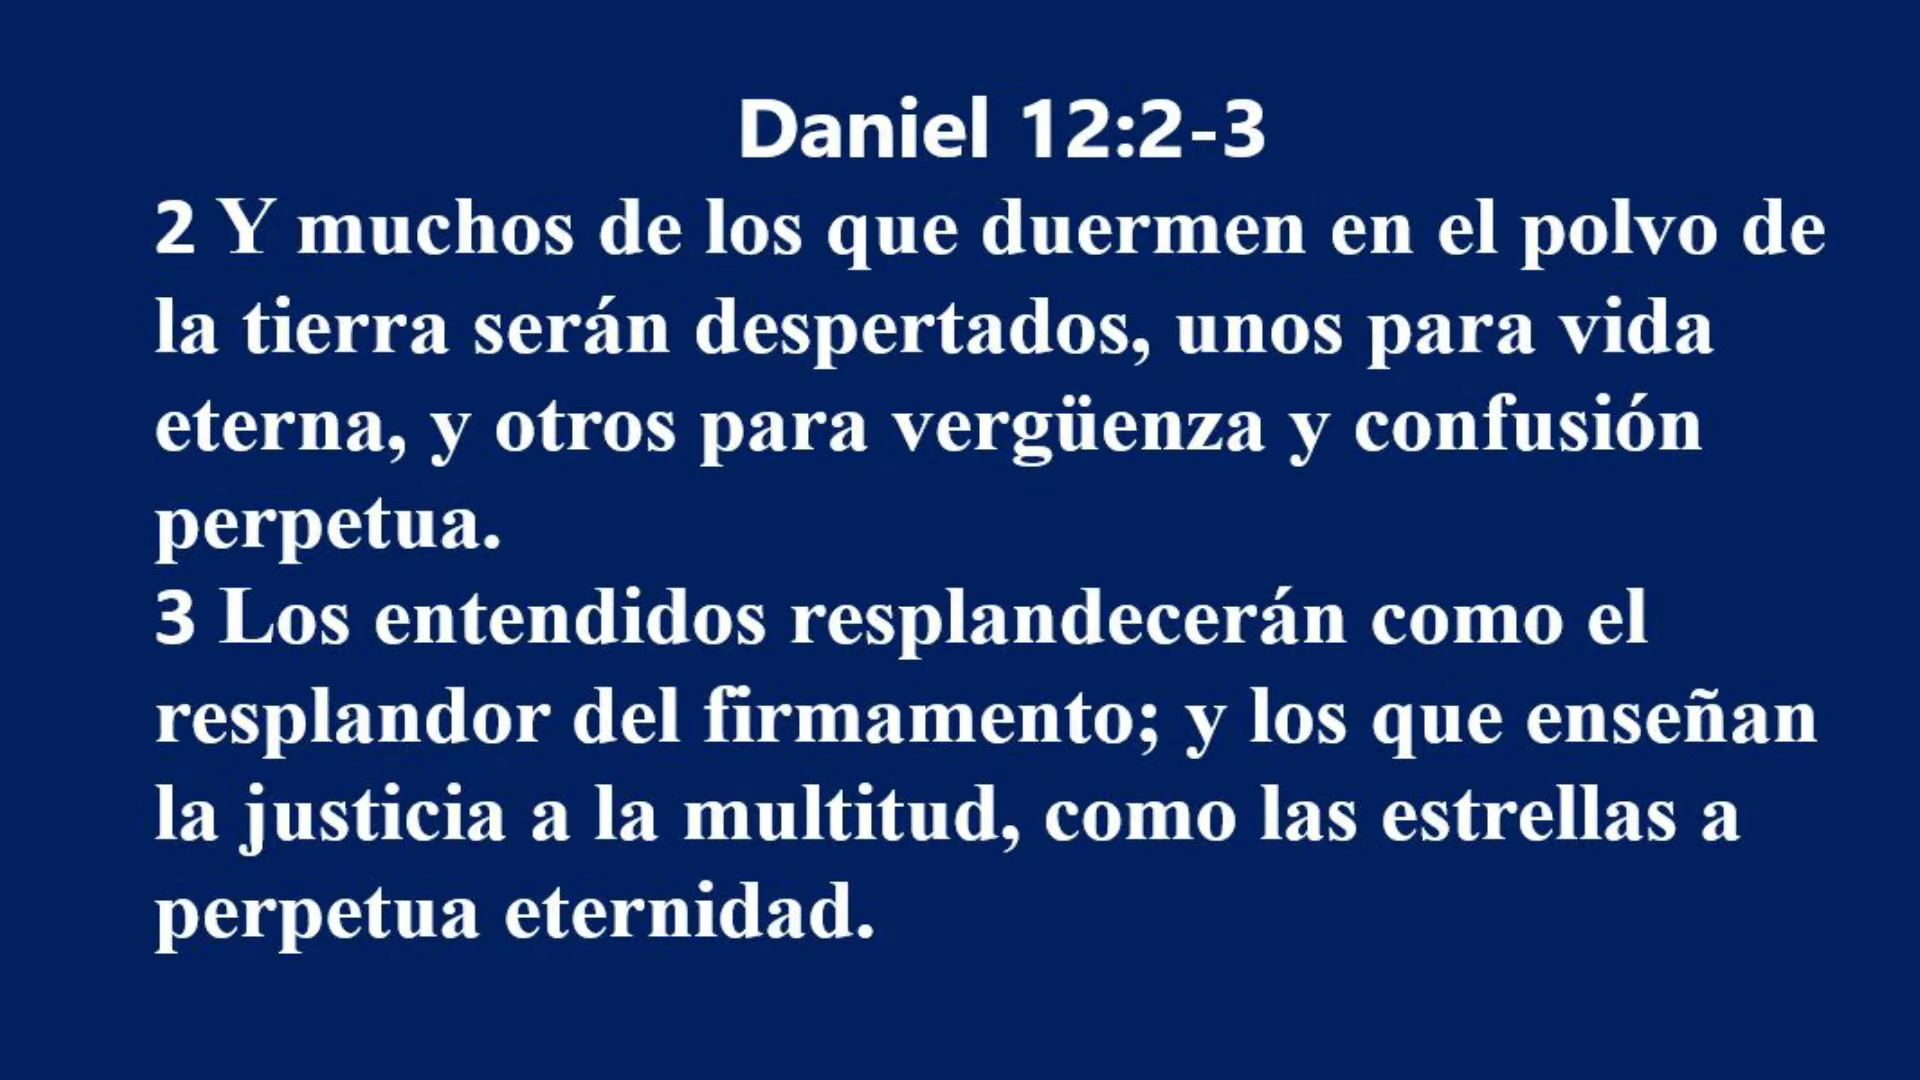 Daniel 12:2-3
2 Y muchos de los que duermen en el polvo de
la tierra serán despertados, unos para vida
eterna, y otros para vergüenza y confusión
perpetua.
3 Los entendidos resplandecerán como el
resplandor del firmamento; y los que enseñan
la justicia a la multitud, como las estrellas a
perpetua eternidad.